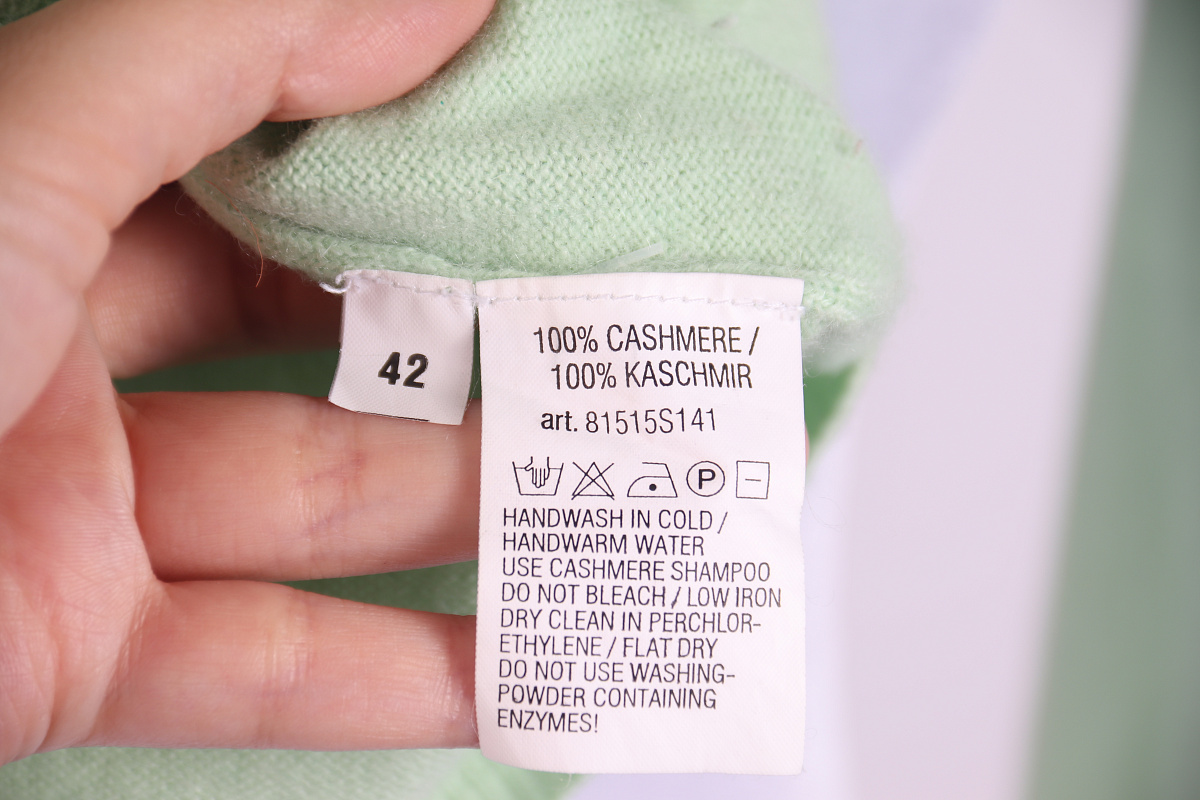 42
100% CASHMERE /
100% KASCHMIR
art. 81515S141
P
HANDWASH IN COLD /
HANDWARM WATER
USE CASHMERE SHAMPOO
DO NOT BLEACH / LOW IRON
DRY CLEAN IN PERCHLOR-
ETHYLENE / FLAT DRY
DO NOT USE WASHING-
POWDER CONTAINING
ENZYMES!